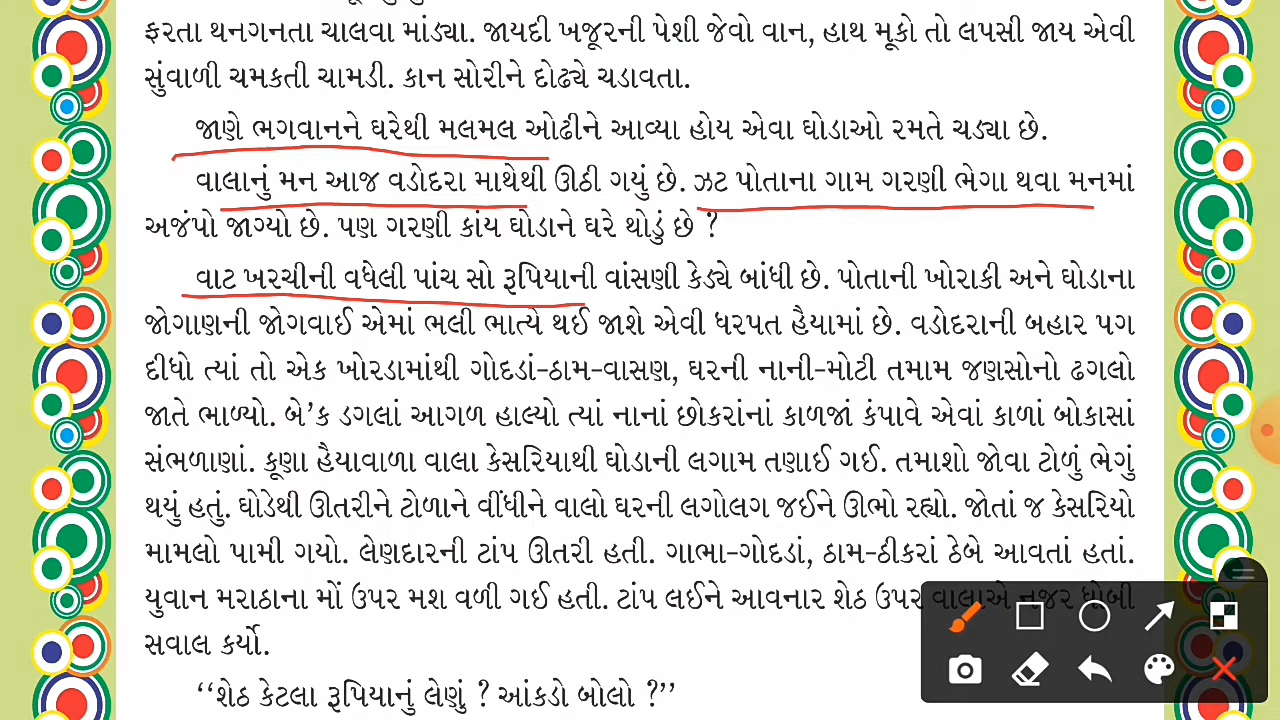 ફરતા થનગનતા ચાલવા માંડ્યા. જાયદી ખજૂરની પેશી જેવો વાન, હાથ મૂકો તો લપસી જાય એવી
સુંવાળી ચમકતી ચામડી. કાન સોરીને દોઢ્યે ચડાવતા.
જાણે ભગવાનને ઘરેથી મલમલ ઓઢીને આવ્યા હોય એવા ઘોડાઓ રમતે ચડ્યા છે.
વાલાનું મન આજ વડોદરા માથેથી ઊઠી ગયું છે. ઝટ પોતાના ગામ ગરણી ભેગા થવા મનમાં
અજંપો જાગ્યો છે. પણ ગરણી કાંય ઘોડાને ઘરે થોડું છે ?
વાટ ખરચીની વધેલી પાંચ સો રૂપિયાની વાંસણી કેડ્યે બાંધી છે. પોતાની ખોરાકી અને ઘોડાના
જોગાણની જોગવાઈ એમાં ભલી ભાત્યે થઈ જાશે એવી ધરપત હૈયામાં છે. વડોદરાની બહાર પગ
દીધો ત્યાં તો એક ખોરડામાંથી ગોદડાં-ઠામ-વાસણ, ઘરની નાની-મોટી તમામ જણસોનો ઢગલો
જાતે ભાળ્યો. બે’ક ડગલાં આગળ હાલ્યો ત્યાં નાનાં છોકરાંનાં કાળજાં કંપાવે એવાં કાળાં બોકાસાં
સંભળાણાં. કૂણા હૈયાવાળા વાલા કેસરિયાથી ઘોડાની લગામ તણાઈ ગઈ. તમાશો જોવા ટોળું ભેગું
થયું હતું. ઘોડેથી ઊતરીને ટોળાને વીંધીને વાલો ઘરની લગોલગ જઈને ઊભો રહ્યો. જોતાં જ કેસરિયો
મામલો પામી ગયો. લેણદારની ટાંપ ઊતરી હતી. ગાભા-ગોદડાં, ઠામ-ઠીકરાં ઠેબે આવતાં હતાં.
યુવાન મરાઠાના મોં ઉપર મશ વળી ગઈ હતી. ટાંપ લઈને આવનાર શેઠ ઉપર વાલાએ નજર ધોબી
સવાલ કર્યો.
‘‘શેઠ કેટલા રૂપિયાનું લેણું ? આંકડો બોલો ?’’